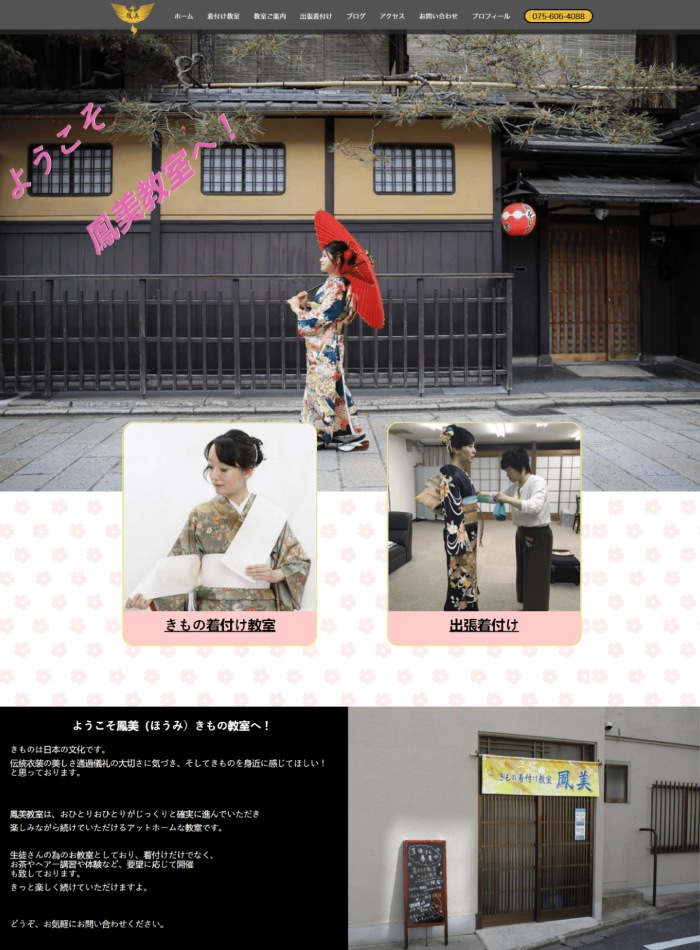 鳳美
ホーム 着付け教室 教室ご案内 出張着付け ブログ アクセス お問い合わせ プロフィール 075-606-4088
ようこそ
鳳美教室へ！
きもの着付け教室
出張着付け
ようこそ鳳美（ほうみ）きもの教室へ！
きものは日本の文化です。
伝統衣装の美しさ通過儀礼の大切さに気づき、そしてきものを身近に感じてほしい！
と思っております。
鳳美教室は、おひとりおひとりがじっくりと確実に進んでいただき
楽しみながら続けていただけるアットホームな教室です。
生徒さんの為のお教室としており、着付けだけでなく、
お茶やヘアー講習や体験など、要望に応じて開催
も致しております。
きっと楽しく続けていただけますよ。
どうぞ、お気軽にお問い合わせください。
きもの着付け教室 鳳美